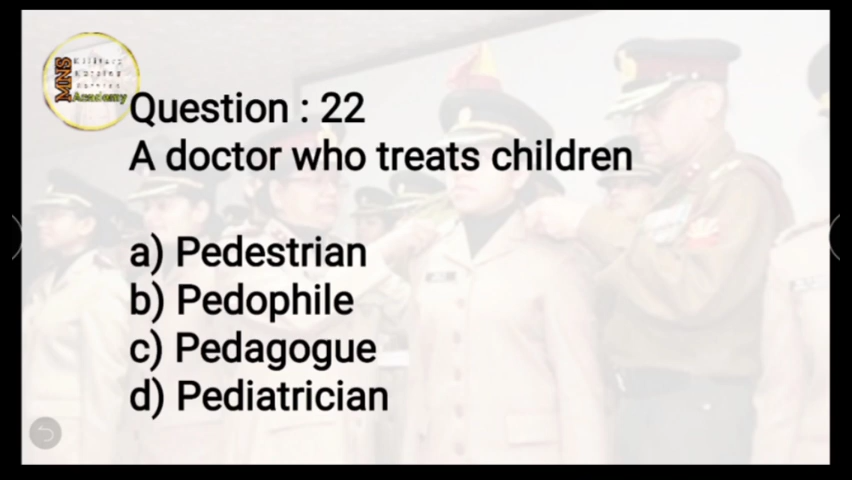 MNS
Academy
Question : 22
A doctor who treats children
a) Pedestrian
b) Pedophile
c) Pedagogue
d) Pediatrician